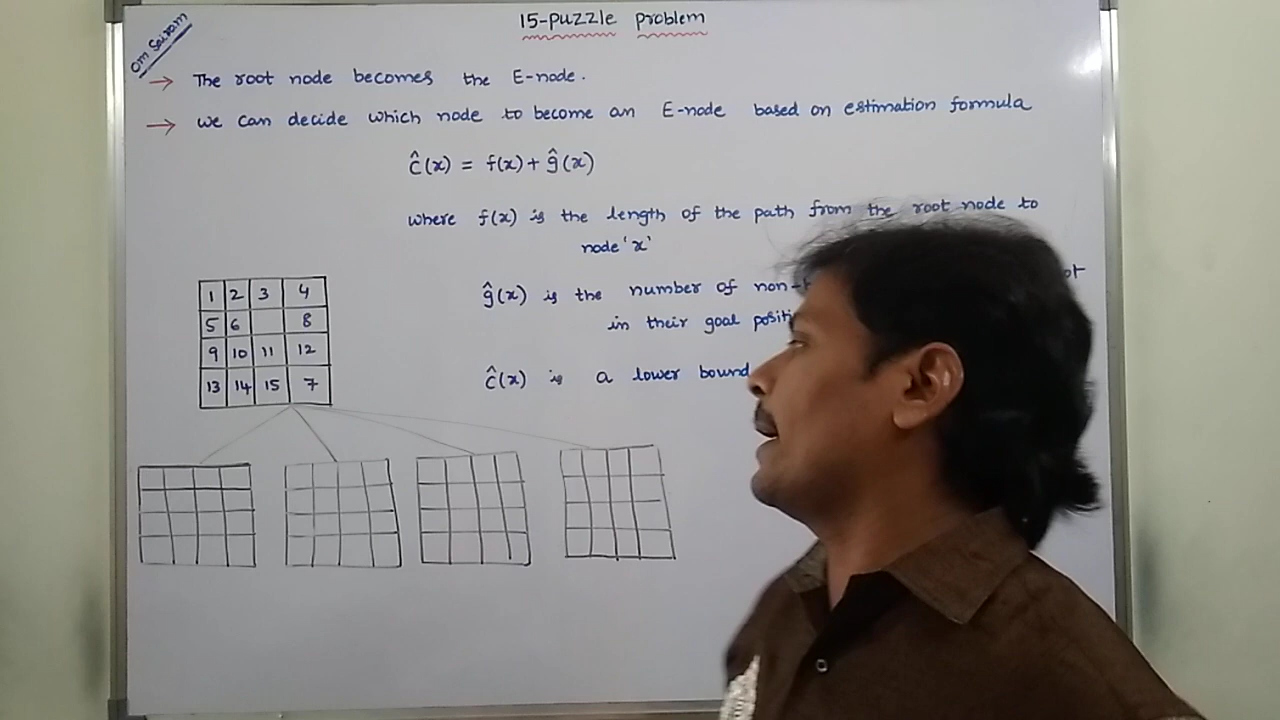 15-puzzle problem
om Sairam
→ The root node becomes the E-node.
→ we can decide which node to become an E-node based on estimation formula
ĉ(x) = f(x) + ĝ(x)
where f(x) is the length of the path from the root node to
node 'x'
ĝ(x) is the number of non-
in their goal
ĉ(x) is a lower bound
1 2 3 4
5 6 8
9 10 11 12
13 14 15 7